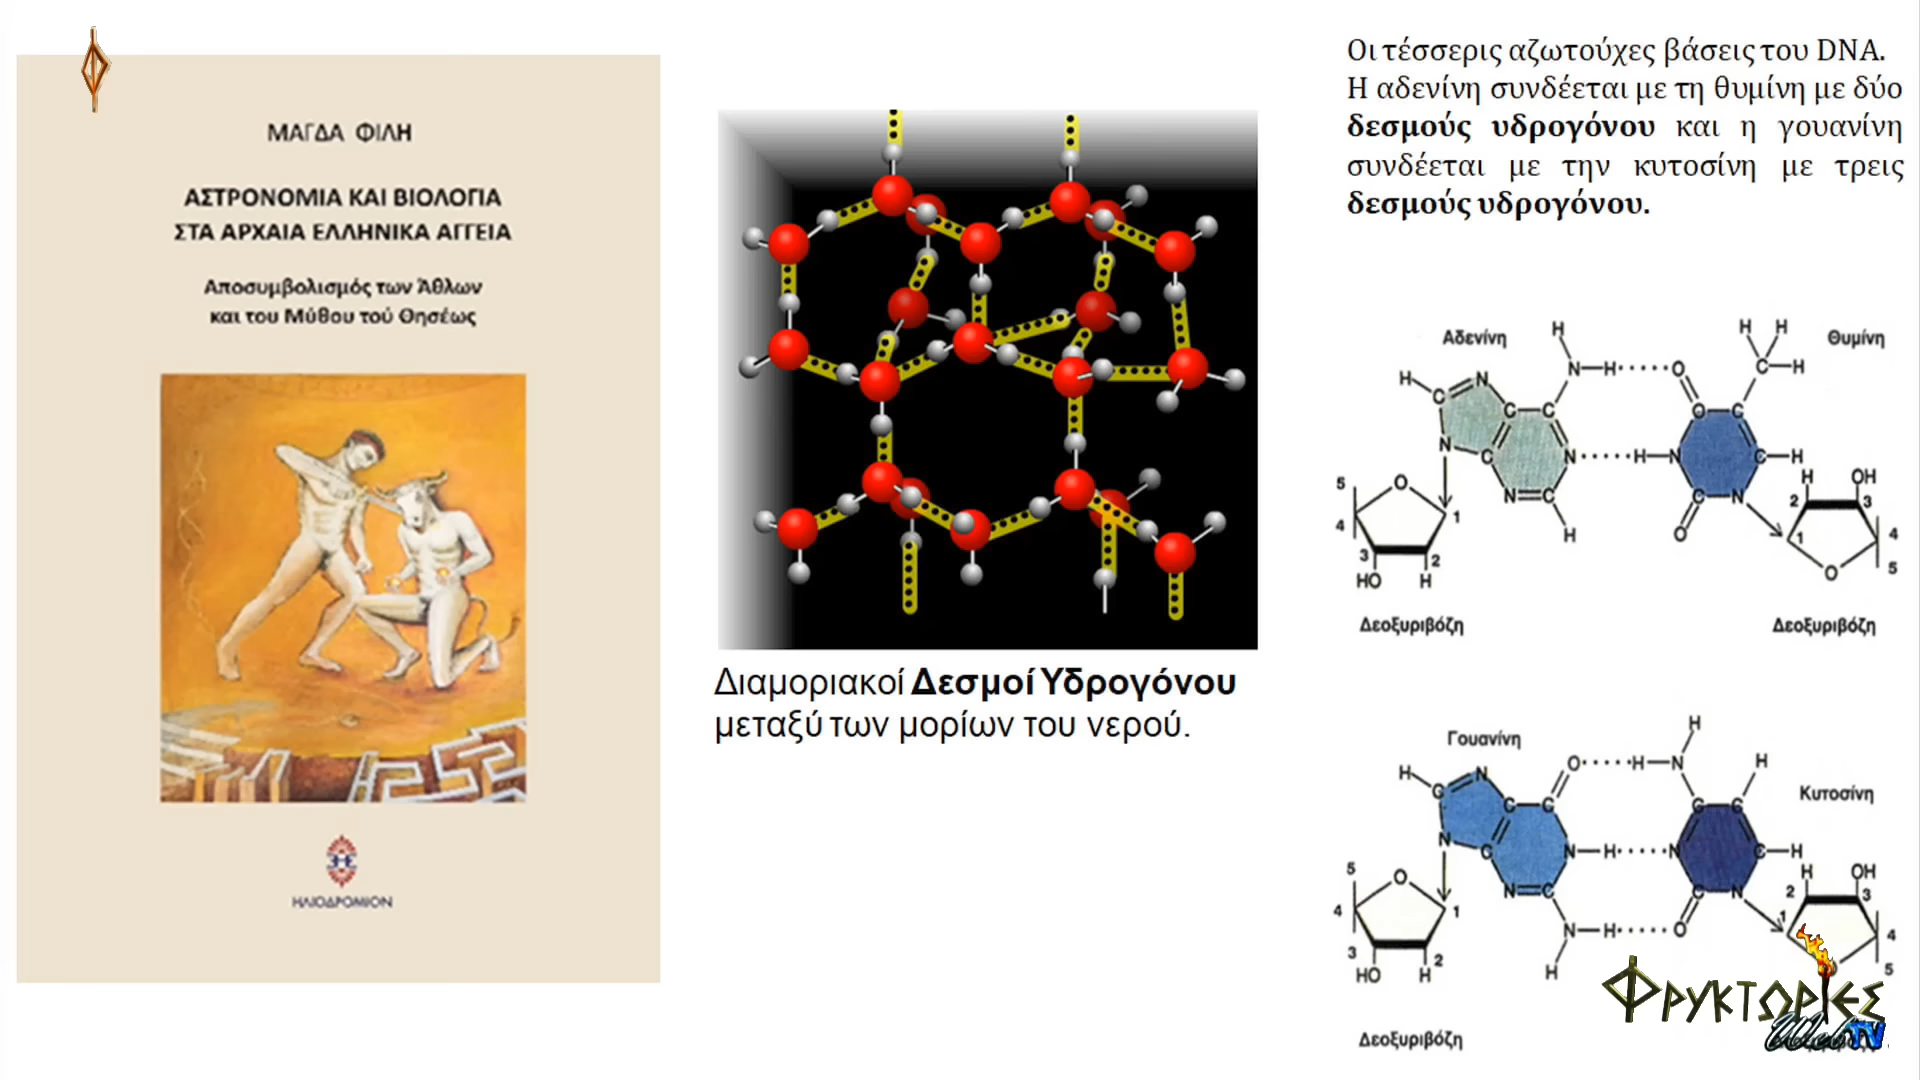 ΜΑΓΔΑ ΦΙΛΗ
ΑΣΤΡΟΝΟΜΙΑ ΚΑΙ ΒΙΟΛΟΓΙΑ
ΣΤΑ ΑΡΧΑΙΑ ΕΛΛΗΝΙΚΑ ΑΓΓΕΙΑ
Αποσυμβολισμός των Άθλων
και του Μύθου τού Θησέως
ΗΛΙΟΔΡΟΜΙΟΝ
Διαμοριακοί Δεσμοί Υδρογόνου
μεταξύ των μορίων του νερού.
Οι τέσσερις αζωτούχες βάσεις του DNA.
Η αδενίνη συνδέεται με τη θυμίνη με δύο
δεσμούς υδρογόνου και η γουανίνη
συνδέεται με την κυτοσίνη με τρεις
δεσμούς υδρογόνου.
Αδενίνη
Θυμίνη
Δεοξυριβόζη
Δεοξυριβόζη
Γουανίνη
Κυτοσίνη
Δεοξυριβόζη
ΦΡΥΚΤΩΡΙΕΣ
Web TV